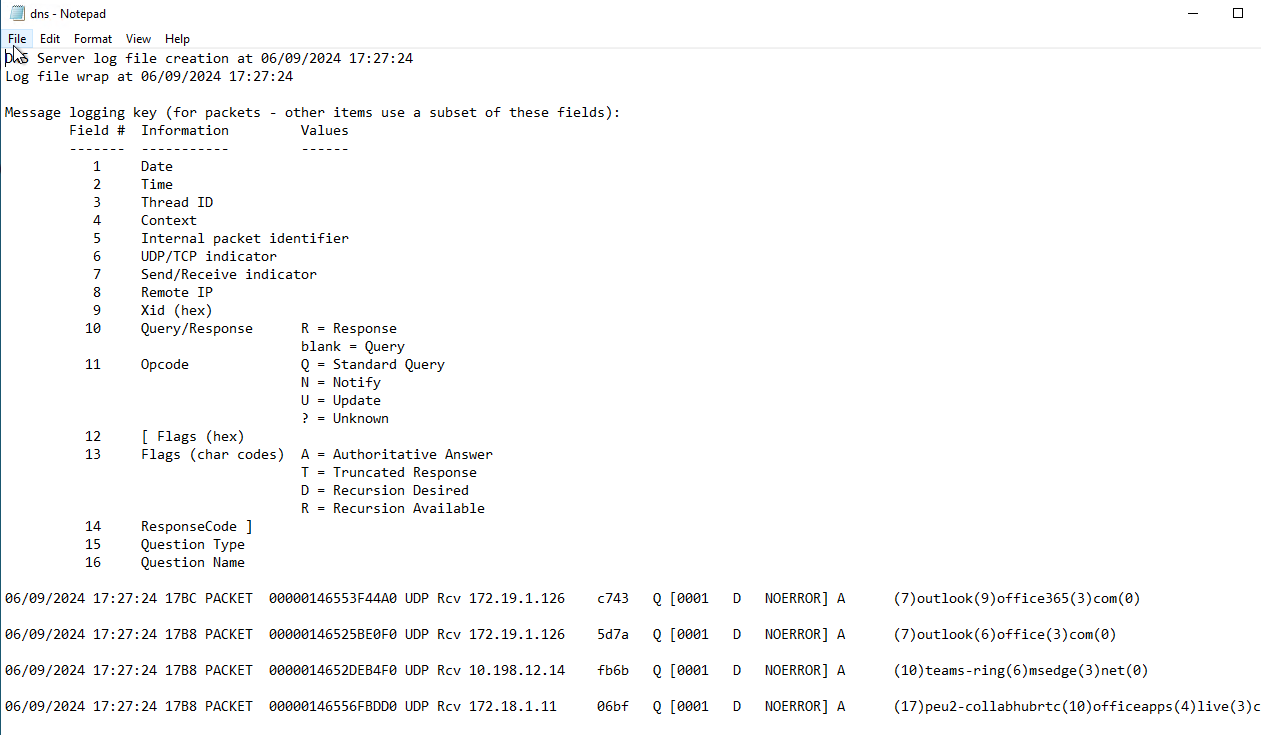 dns - Notepad
File Edit Format View Help
DNS Server log file creation at 06/09/2024 17:27:24
Log file wrap at 06/09/2024 17:27:24
Message logging key (for packets - other items use a subset of these fields):
Field # Information Values
------- ----------- ------
1 Date
2 Time
3 Thread ID
4 Context
5 Internal packet identifier
6 UDP/TCP indicator
7 Send/Receive indicator
8 Remote IP
9 Xid (hex)
10 Query/Response R = Response
blank = Query
11 Opcode Q = Standard Query
N = Notify
U = Update
? = Unknown
12 [ Flags (hex)
13 Flags (char codes) A = Authoritative Answer
T = Truncated Response
D = Recursion Desired
R = Recursion Available
14 ResponseCode ]
15 Question Type
16 Question Name
06/09/2024 17:27:24 17BC PACKET 00000146553F44A0 UDP Rcv 172.19.1.126 c743 Q [0001 D NOERROR] A (7)outlook(9)office365(3)com(0)
06/09/2024 17:27:24 17B8 PACKET 00000146525BE0F0 UDP Rcv 172.19.1.126 5d7a Q [0001 D NOERROR] A (7)outlook(6)office(3)com(0)
06/09/2024 17:27:24 17B8 PACKET 0000014652DEB4F0 UDP Rcv 10.198.12.14 fb6b Q [0001 D NOERROR] A (10)teams-ring(6)msedge(3)net(0)
06/09/2024 17:27:24 17B8 PACKET 00000146556FBDD0 UDP Rcv 172.18.1.11 06bf Q [0001 D NOERROR] A (17)peu2-collabhubrtc(10)officeapps(4)live(3)c